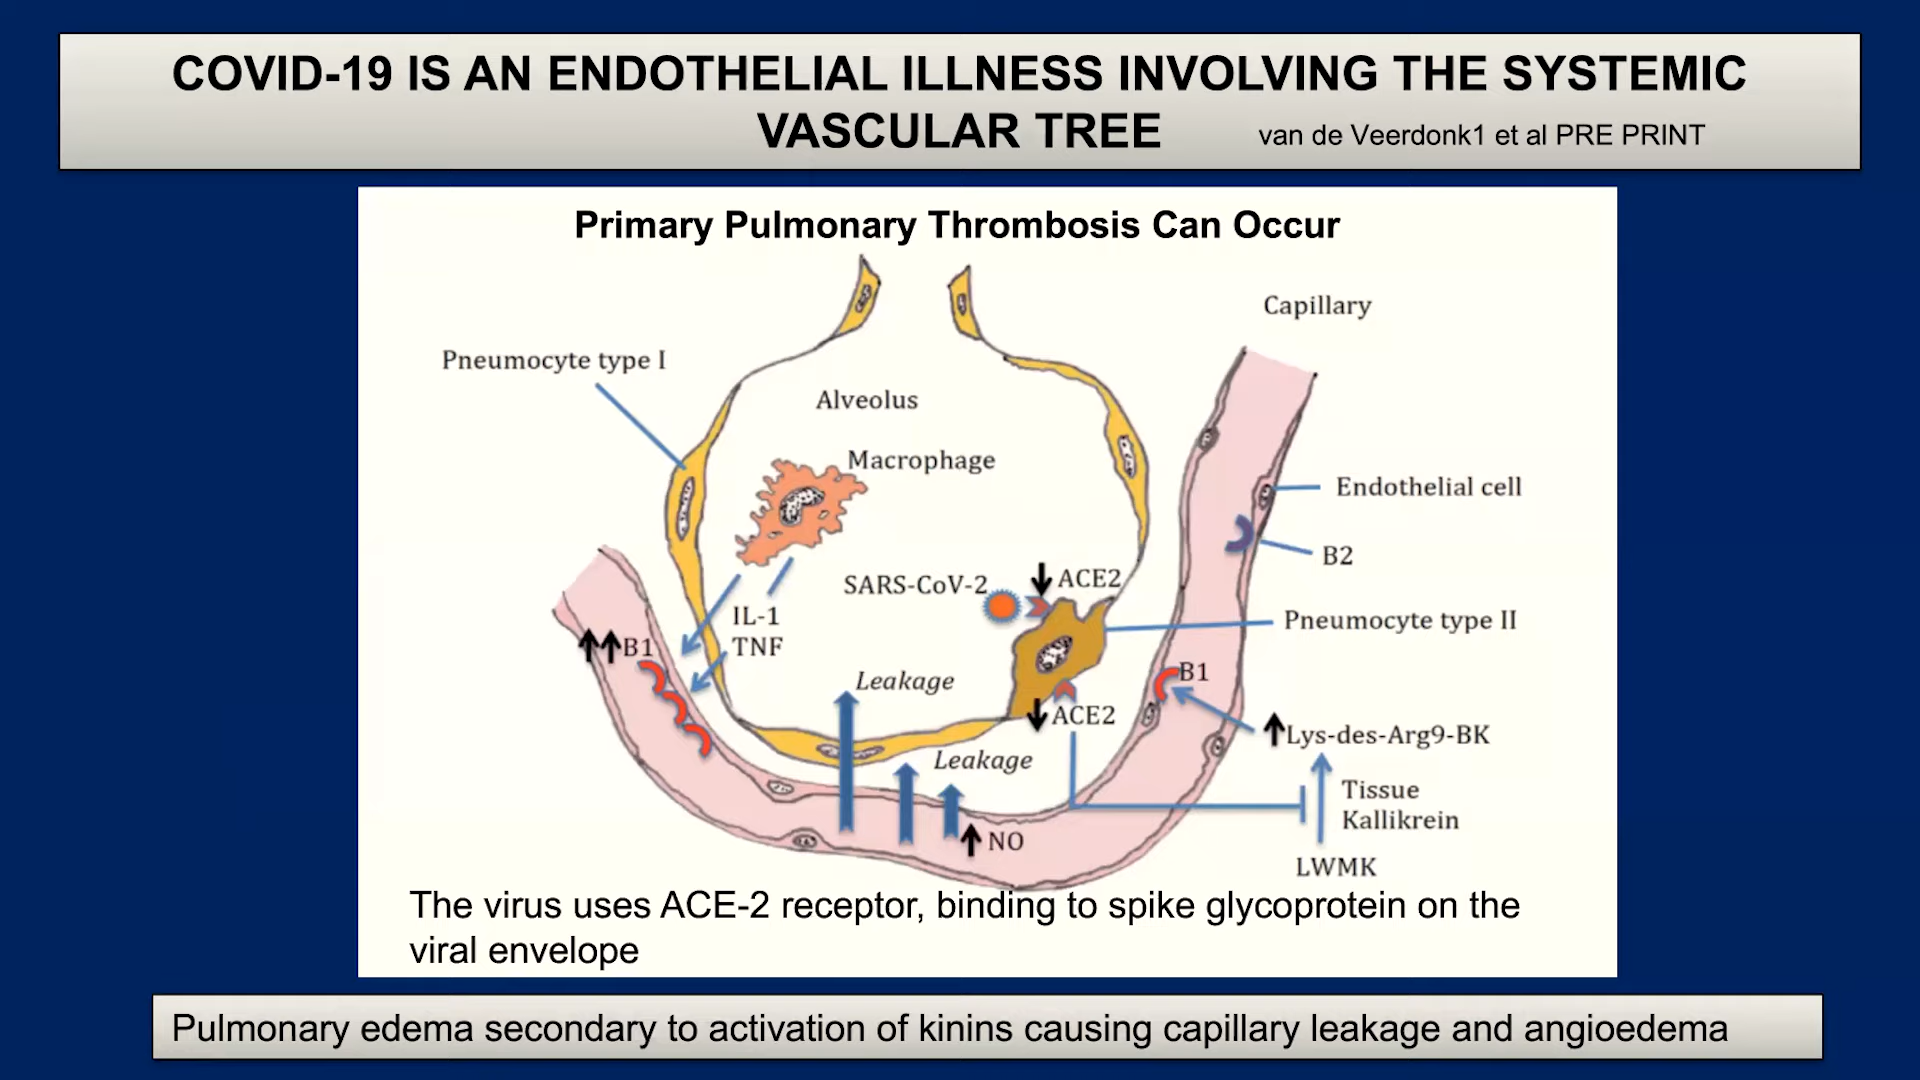 COVID-19 IS AN ENDOTHELIAL ILLNESS INVOLVING THE SYSTEMIC
VASCULAR TREE van de Veerdonk1 et al PRE PRINT
Primary Pulmonary Thrombosis Can Occur
Capillary
Pneumocyte type I
Alveolus
Macrophage
Endothelial cell
B2
SARS-CoV-2
ACE2
IL-1
TNF
Pneumocyte type II
B1
B1
Leakage
ACE2
Lys-des-Arg9-BK
Leakage
Tissue
Kallikrein
NO
LWMK
The virus uses ACE-2 receptor, binding to spike glycoprotein on the
viral envelope
Pulmonary edema secondary to activation of kinins causing capillary leakage and angioedema